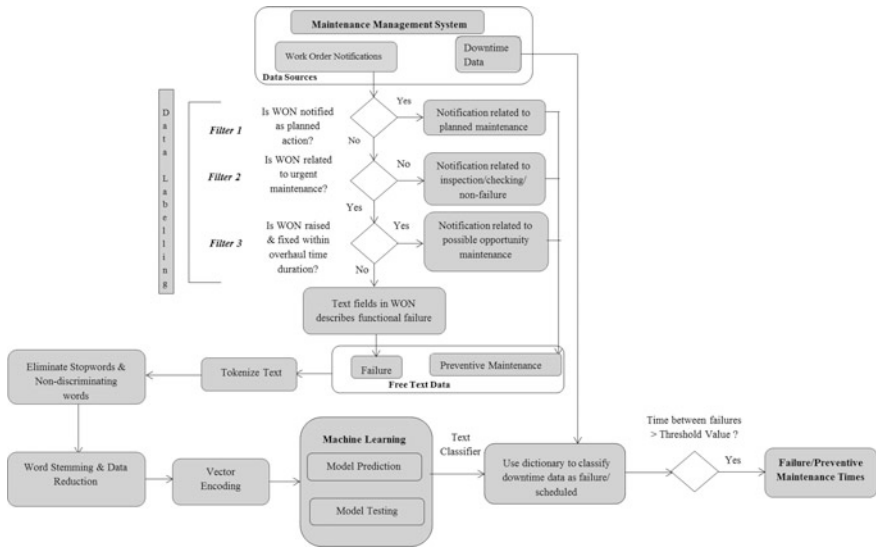 Maintenance Management System
Work Order Notifications
Downtime
Data
Data Sources
Data Labelling
Filter 1
Is WON notified
as planned
action?
Yes
No
Notification related to
planned maintenance
Filter 2
Is WON related
to urgent
maintenance?
No
Yes
Notification related to
inspection/checking/
non-failure
Filter 3
Is WON raised
& fixed within
overhaul time
duration?
Yes
No
Notification related to
possible opportunity
maintenance
Text fields in WON
describes functional failure
Failure
Preventive Maintenance
Free Text Data
Tokenize Text
Eliminate Stopwords &
Non-discriminating
words
Word Stemming & Data
Reduction
Vector
Encoding
Machine Learning
Model Prediction
Model Testing
Text
Classifier
Use dictionary to classify
downtime data as failure/
scheduled
Time between failures
> Threshold Value ?
Yes
Failure/Preventive
Maintenance Times